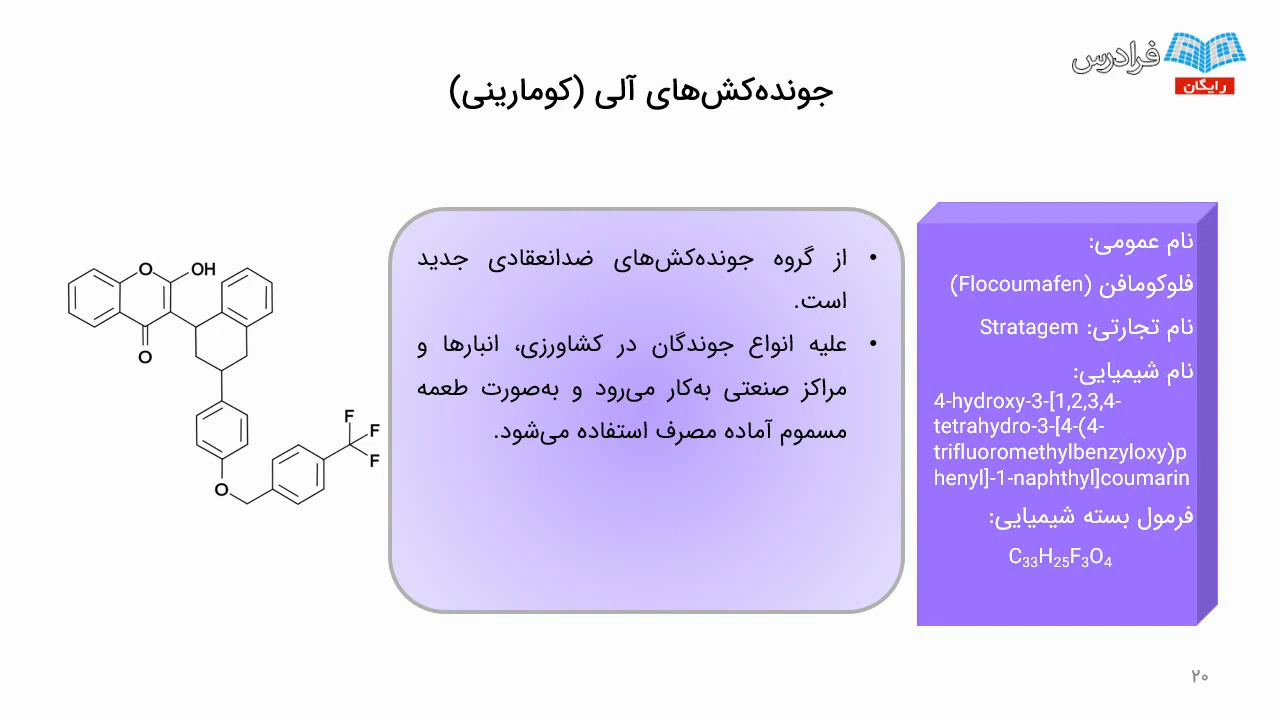 فرادرس
رایگان
جونده‌کش‌های آلی (کومارینی)
نام عمومی:
فلوکومافن (Flocoumafen)
نام تجارتی: Stratagem
نام شیمیایی:
4-hydroxy-3-[1,2,3,4-
tetrahydro-3-[4-(4-
trifluoromethylbenzyloxy)p
henyl]-1-naphthyl]coumarin
فرمول بسته شیمیایی:
C₃₃H₂₅F₃O₄
• از گروه جونده‌کش‌های ضدانعقادی جدید
است.
• علیه انواع جوندگان در کشاورزی، انبارها و
مراکز صنعتی به‌کار می‌رود و به‌صورت طعمه
مسموم آماده مصرف استفاده می‌شود.
O OH
O
F
F
F
O
۲۰